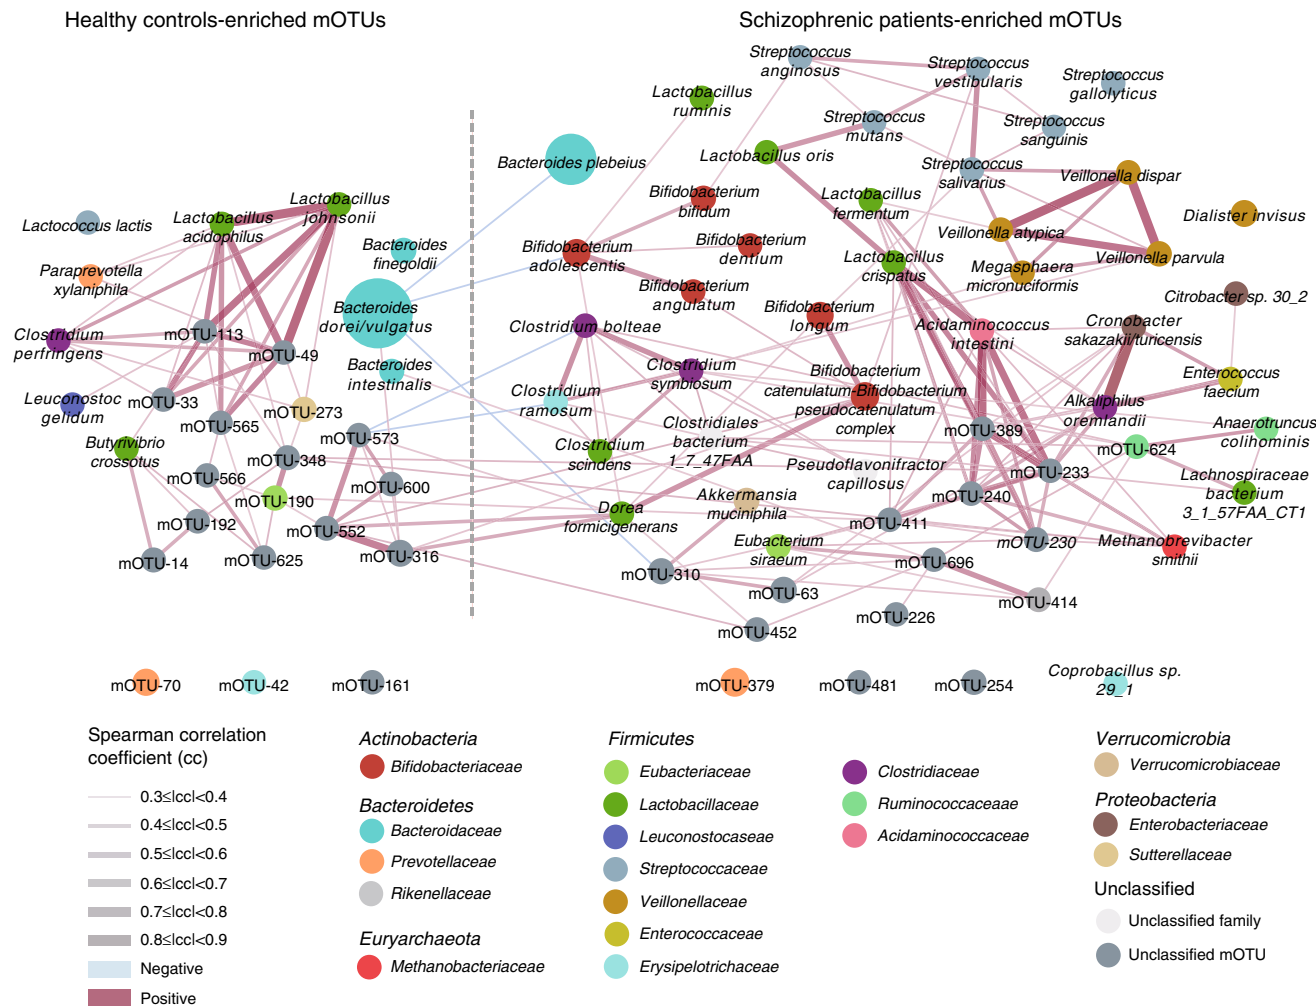 Healthy controls-enriched mOTUs
Schizophrenic patients-enriched mOTUs
Lactococcus lactis
Lactobacillus
acidophilus
Lactobacillus
johnsonii
Bacteroides
finegoldii
Paraprevotella
xylaniphila
Bacteroides
dorei/vulgatus
Clostridium
perfringens
mOTU-113
mOTU-49
Bacteroides
intestinalis
Leuconostoc
gelidum
mOTU-33
mOTU-565
mOTU-273
mOTU-573
Butyrivibrio
crossotus
mOTU-348
mOTU-566
mOTU-600
mOTU-190
mOTU-192
mOTU-552
mOTU-14
mOTU-625
mOTU-316
mOTU-70
mOTU-42
mOTU-161
Streptococcus
anginosus
Streptococcus
vestibularis
Streptococcus
gallolyticus
Lactobacillus
ruminis
Streptococcus
mutans
Streptococcus
sanguinis
Bacteroides plebeius
Lactobacillus oris
Streptococcus
salivarius
Veillonella dispar
Bifidobacterium
bifidum
Lactobacillus
fermentum
Dialister invisus
Bifidobacterium
adolescentis
Bifidobacterium
dentium
Veillonella atypica
Lactobacillus
crispatus
Veillonella parvula
Megasphaera
micronuciformis
Bifidobacterium
angulatum
Citrobacter sp. 30_2
Bifidobacterium
longum
Clostridium bolteae
Acidaminococcus
intestini
Cronobacter
sakazakii/turicensis
Clostridium
symbiosum
Bifidobacterium
catenulatum-Bifidobacterium
pseudocatenulatum
complex
Enterococcus
faecium
Clostridium
ramosum
Alkaliphilus
oremlandii
Clostridiales
bacterium
1_7_47FAA
mOTU-389
Anaerotruncus
colihominis
Clostridium
scindens
mOTU-624
Pseudoflavonifractor
capillosus
mOTU-233
Lachnospiraceae
bacterium
3_1_57FAA_CT1
Akkermansia
muciniphila
mOTU-240
Dorea
formicigenerans
mOTU-411
Eubacterium
siraeum
mOTU-230
Methanobrevibacter
smithii
mOTU-310
mOTU-696
mOTU-63
mOTU-414
mOTU-226
mOTU-452
mOTU-379
mOTU-481
mOTU-254
Coprobacillus sp.
29_1
Spearman correlation
coefficient (cc)
0.3≤|cc|<0.4
0.4≤|cc|<0.5
0.5≤|cc|<0.6
0.6≤|cc|<0.7
0.7≤|cc|<0.8
0.8≤|cc|<0.9
Negative
Positive
Actinobacteria
Bifidobacteriaceae
Bacteroidetes
Bacteroidaceae
Prevotellaceae
Rikenellaceae
Euryarchaeota
Methanobacteriaceae
Firmicutes
Eubacteriaceae
Lactobacillaceae
Leuconostocaseae
Streptococcaceae
Veillonellaceae
Enterococcaceae
Erysipelotrichaceae
Clostridiaceae
Ruminococcaceaae
Acidaminococcaceae
Verrucomicrobia
Verrucomicrobiaceae
Proteobacteria
Enterobacteriaceae
Sutterellaceae
Unclassified
Unclassified family
Unclassified mOTU